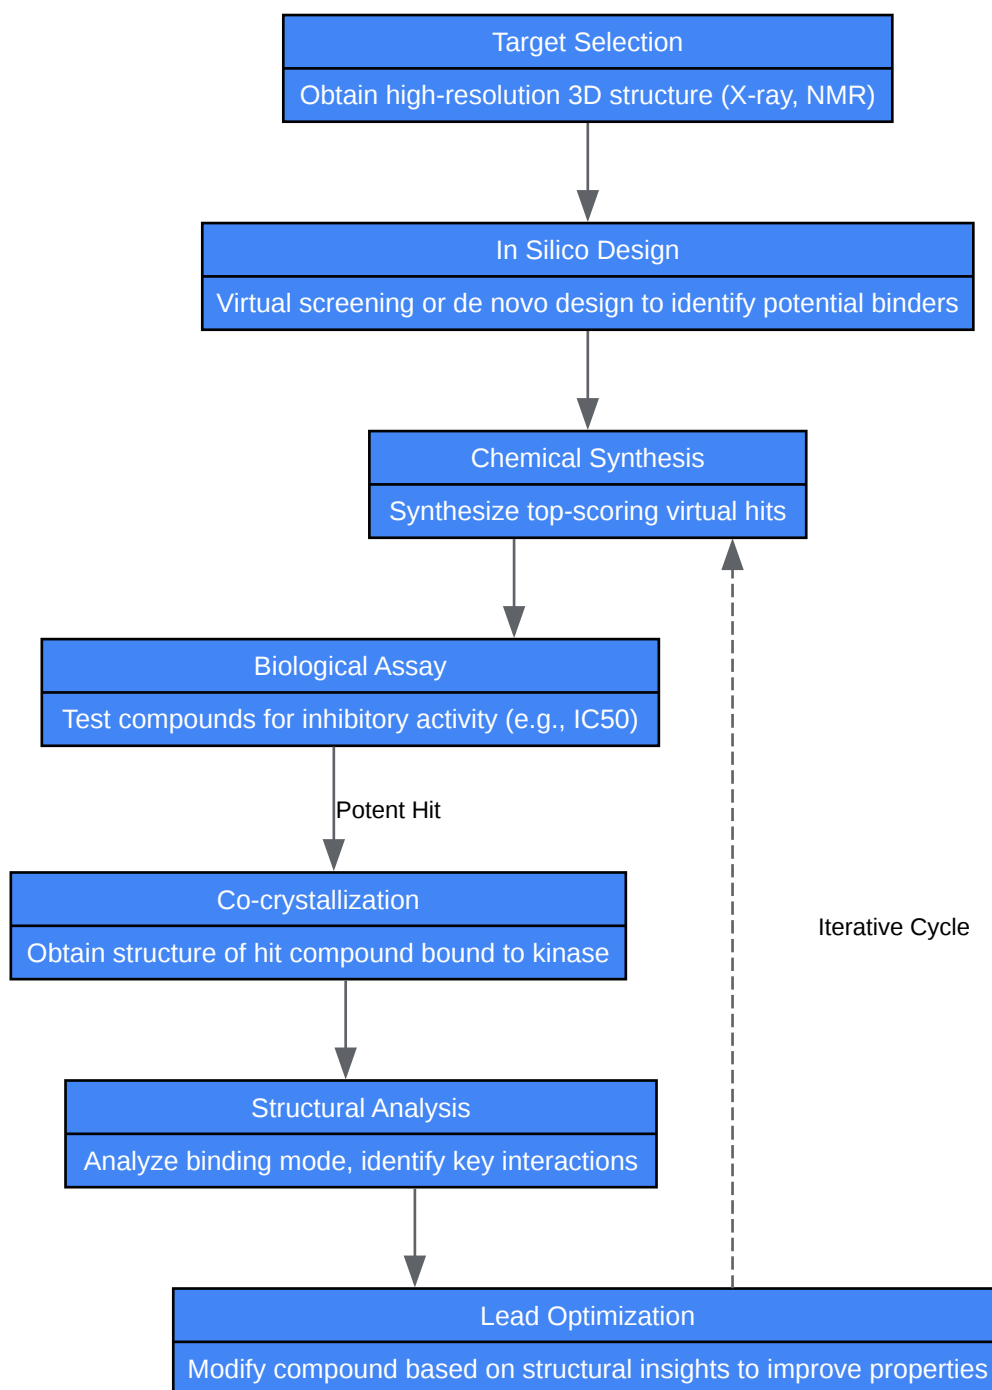 Target Selection
Obtain high-resolution 3D structure (X-ray, NMR)
In Silico Design
Virtual screening or de novo design to identify potential binders
Chemical Synthesis
Synthesize top-scoring virtual hits
Biological Assay
Test compounds for inhibitory activity (e.g., IC50)
Potent Hit
Co-crystallization
Obtain structure of hit compound bound to kinase
Iterative Cycle
Structural Analysis
Analyze binding mode, identify key interactions
Lead Optimization
Modify compound based on structural insights to improve properties